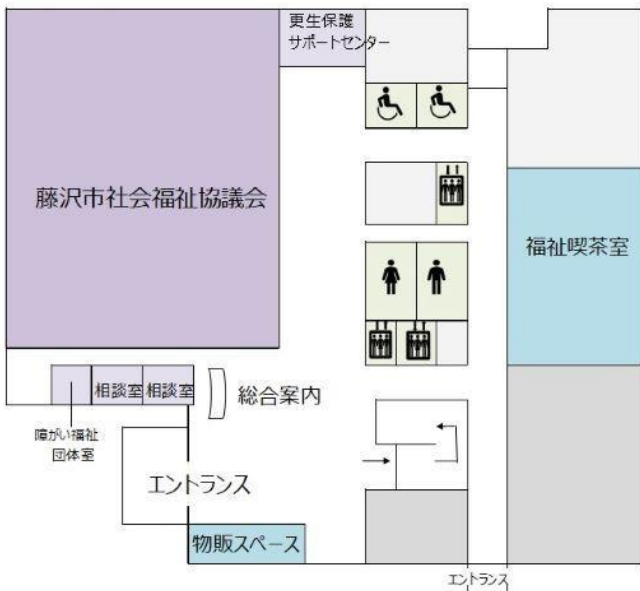 更生保護
サポートセンター
藤沢市社会福祉協議会
福祉喫茶室
相談室
相談室
総合案内
障がい福祉
団体室
エントランス
物販スペース
エントランス